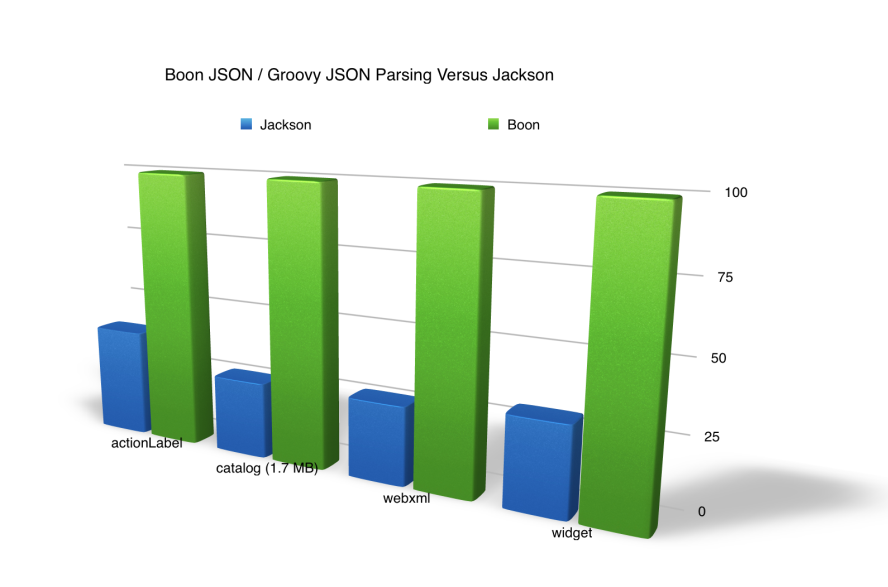 Boon JSON / Groovy JSON Parsing Versus Jackson
Jackson
Boon
100
75
50
25
0
actionLabel
catalog (1.7 MB)
webxml
widget